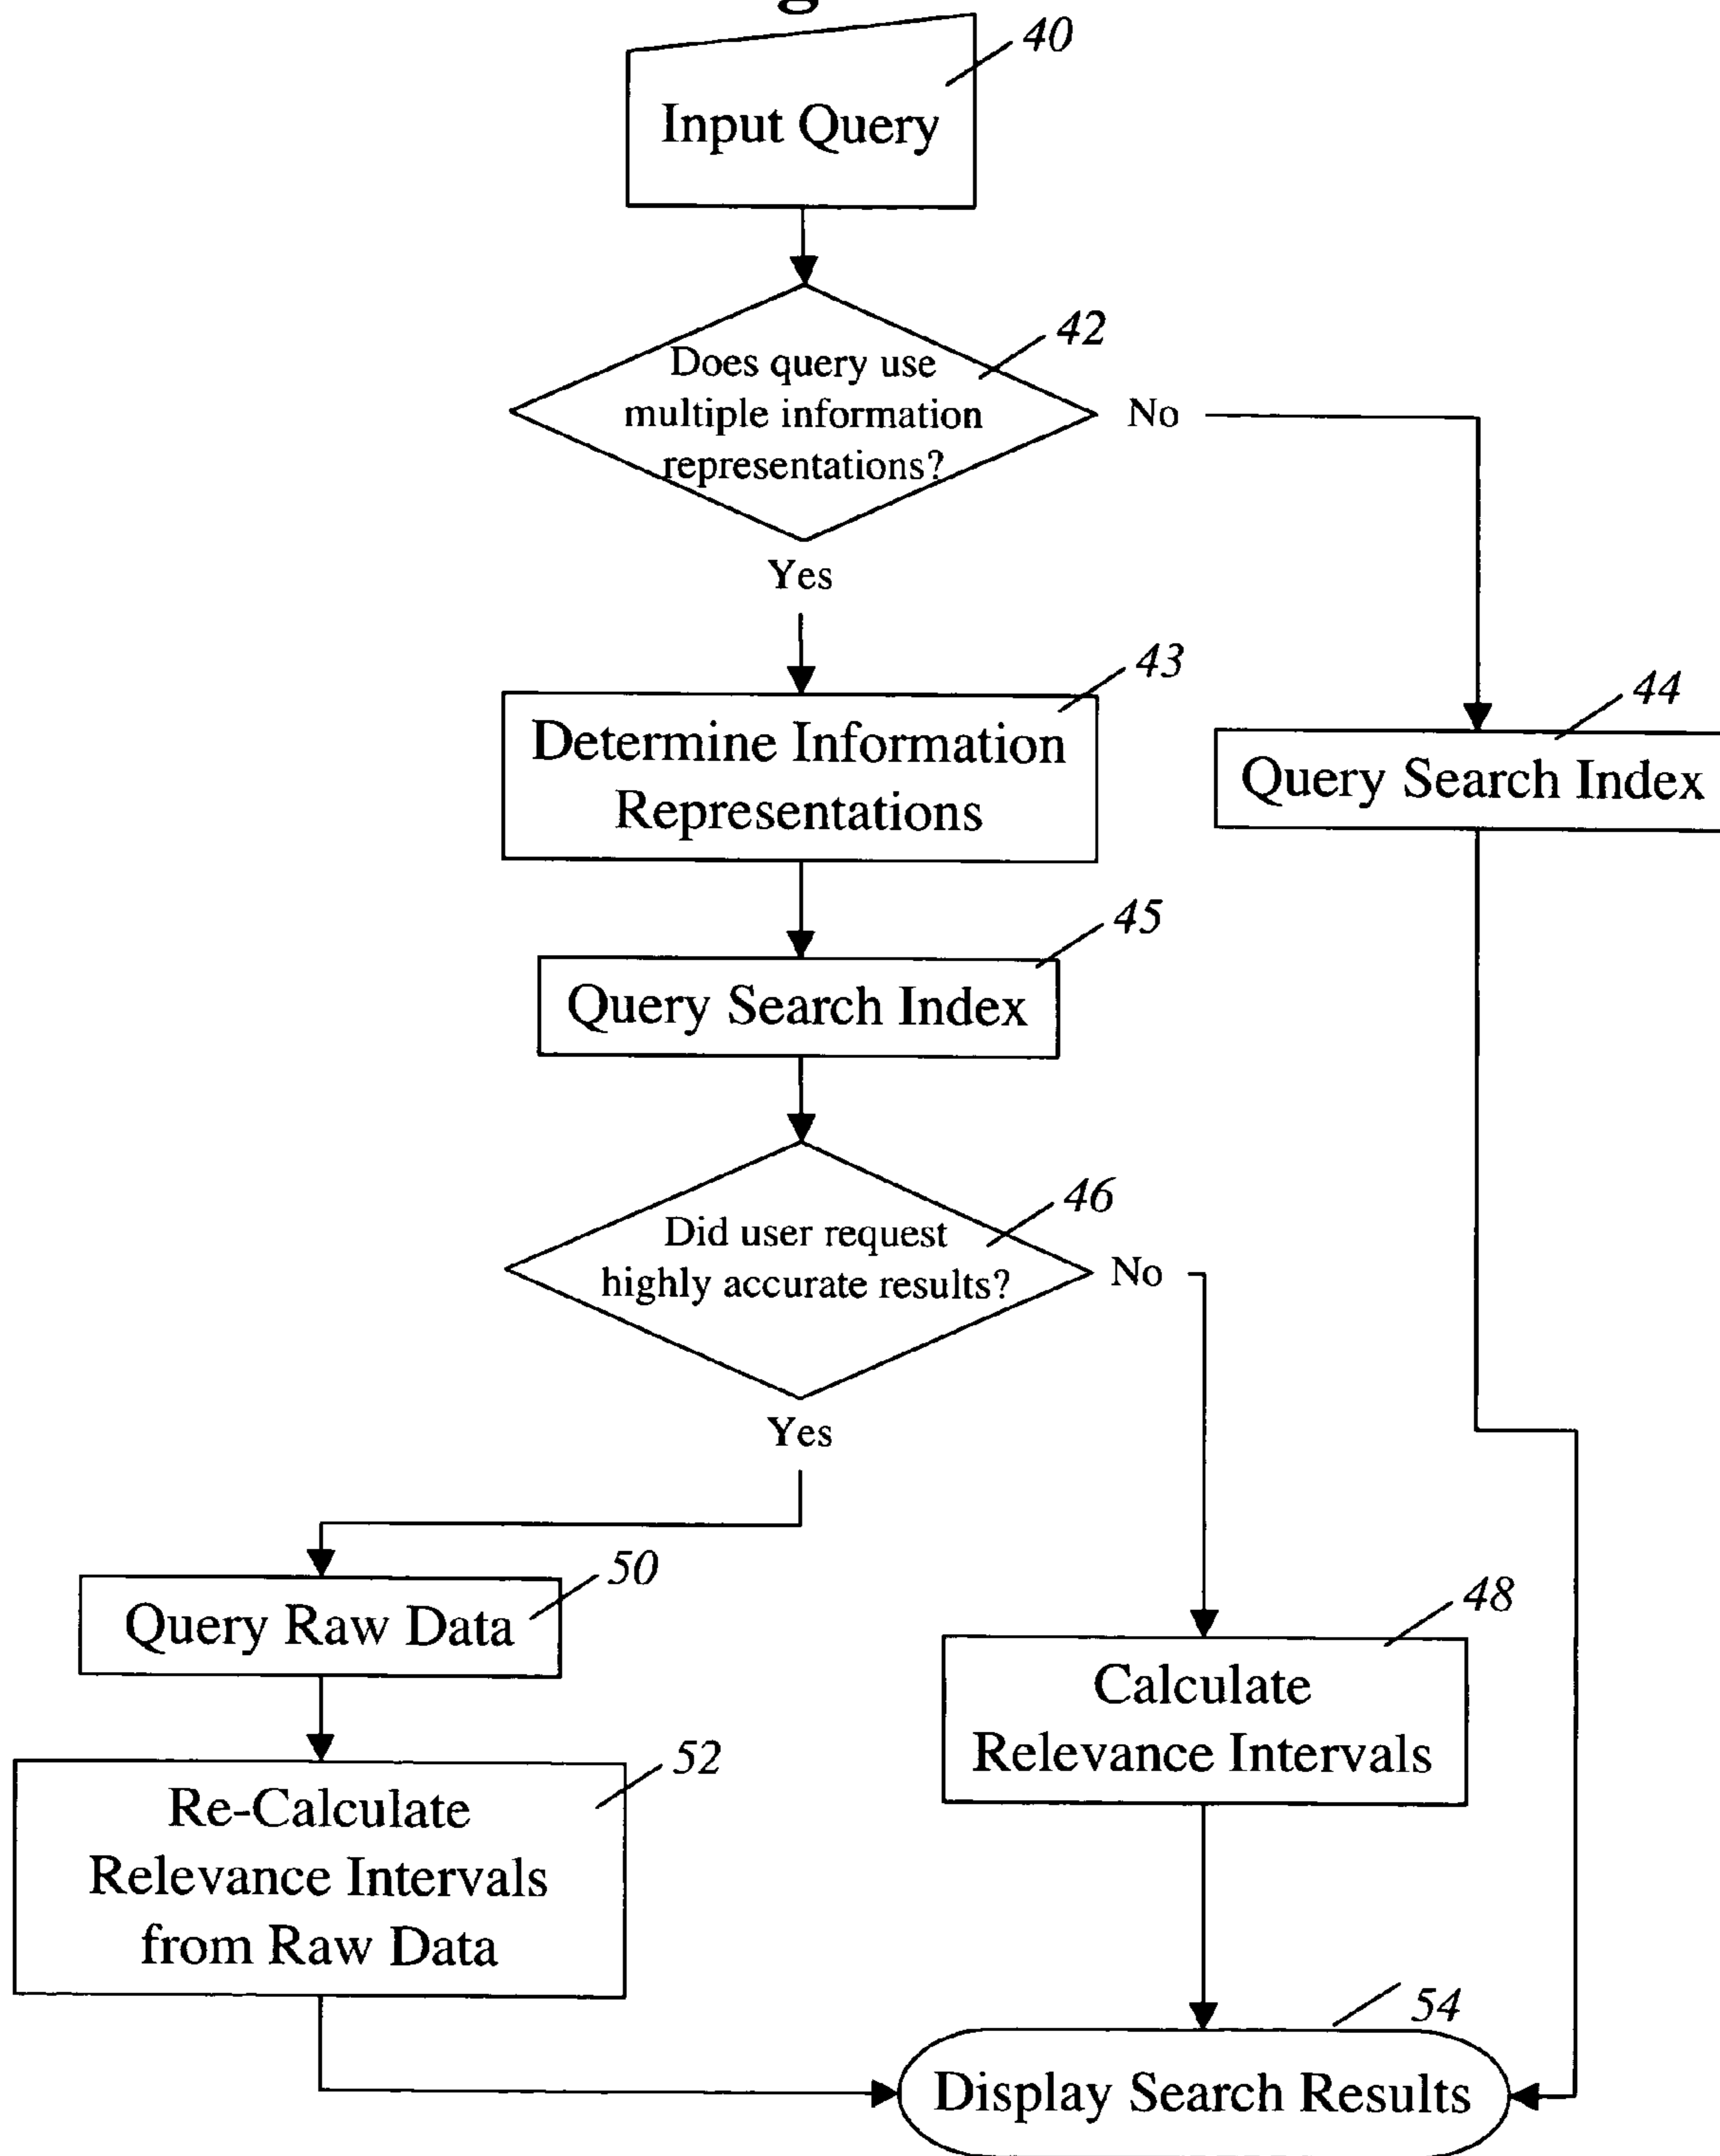 40
Input Query
42
Does query use
multiple information
representations?
No
Yes
43
Determine Information
Representations
44
Query Search Index
45
Query Search Index
46
Did user request
highly accurate results?
No
Yes
50
Query Raw Data
48
Calculate
Relevance Intervals
52
Re-Calculate
Relevance Intervals
from Raw Data
54
Display Search Results